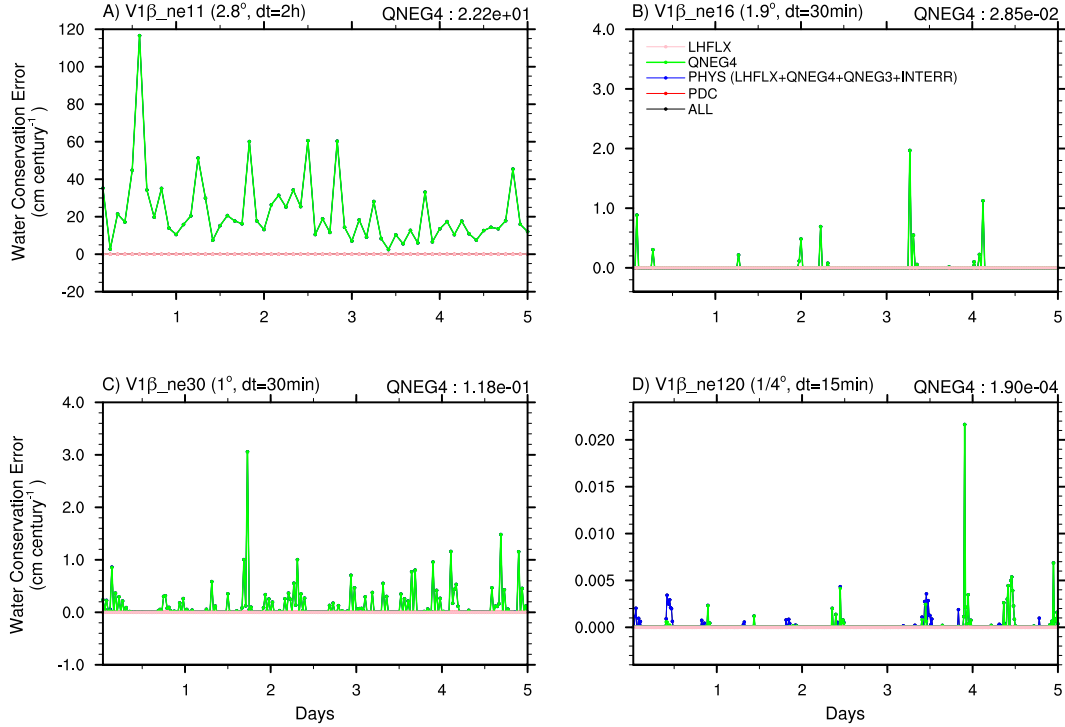 A) V1β_ne11 (2.8°, dt=2h) QNEG4 : 2.22e+01
120
100
80
60
40
20
0
-20
1 2 3 4 5
Water Conservation Error
(cm century⁻¹)
B) V1β_ne16 (1.9°, dt=30min) QNEG4 : 2.85e-02
4.0
3.0
2.0
1.0
0.0
LHFLX
QNEG4
PHYS (LHFLX+QNEG4+QNEG3+INTERR)
PDC
ALL
1 2 3 4 5
C) V1β_ne30 (1°, dt=30min) QNEG4 : 1.18e-01
4.0
3.0
2.0
1.0
0.0
-1.0
1 2 3 4 5
Water Conservation Error
(cm century⁻¹)
Days
D) V1β_ne120 (1/4°, dt=15min) QNEG4 : 1.90e-04
0.020
0.015
0.010
0.005
0.000
1 2 3 4 5
Days